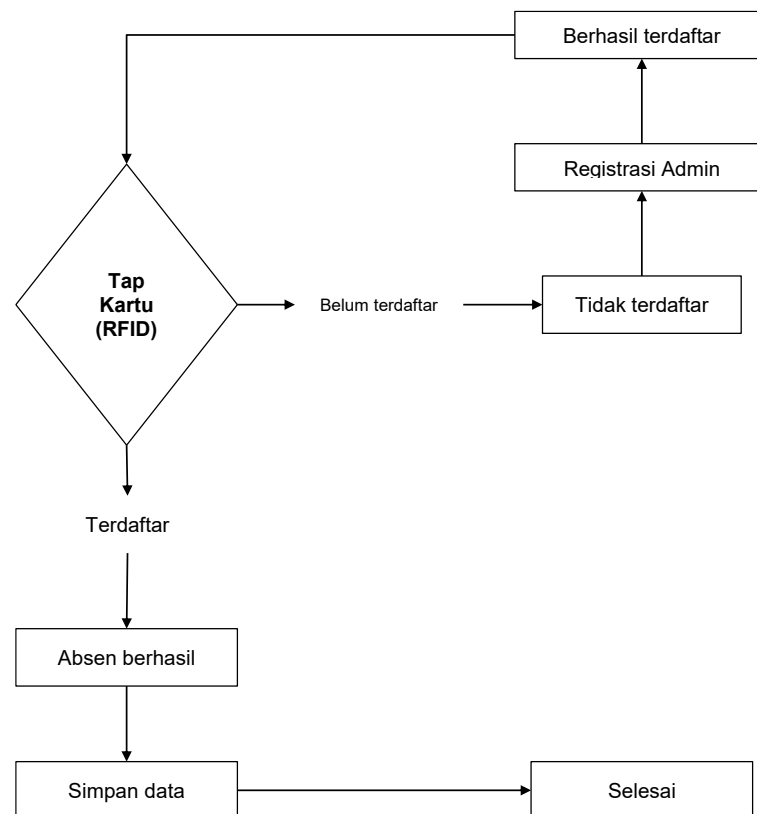 Berhasil terdaftar
Registrasi Admin
Tap
Kartu
(RFID)
Belum terdaftar
Tidak terdaftar
Terdaftar
Absen berhasil
Simpan data
Selesai